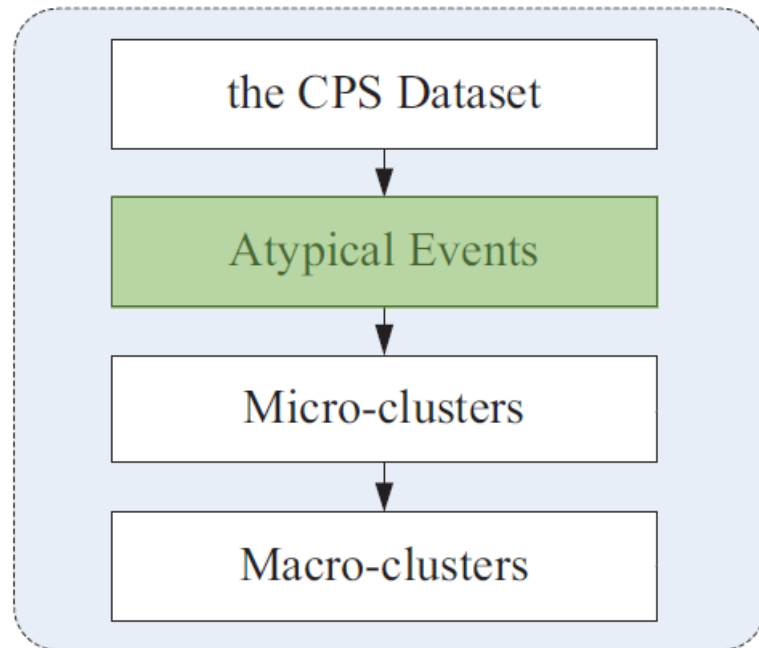 the CPS Dataset
Atypical Events
Micro-clusters
Macro-clusters